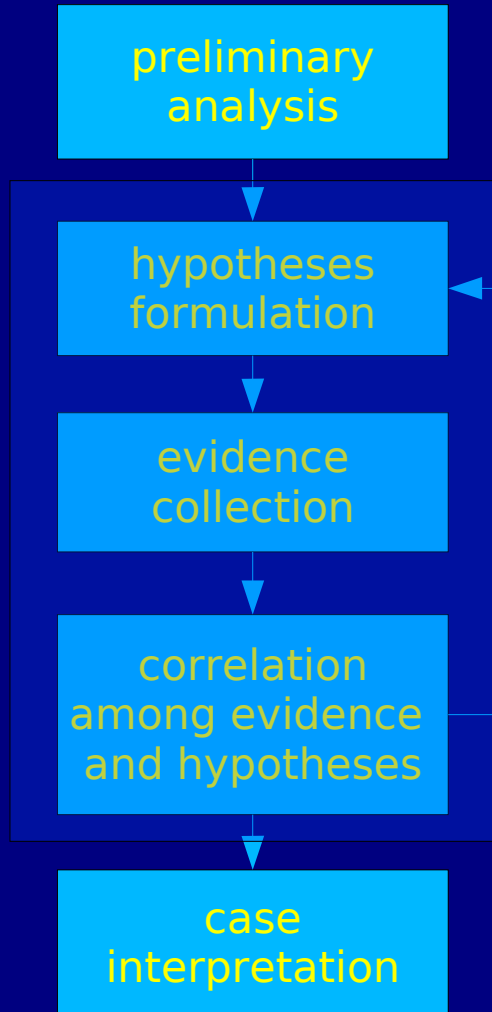 preliminary
analysis
hypotheses
formulation
evidence
collection
correlation
among evidence
and hypotheses
case
interpretation